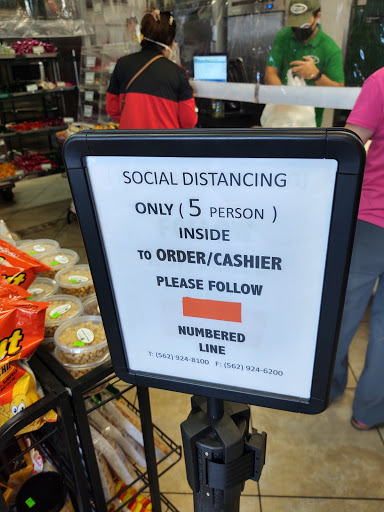 SOCIAL DISTANCING
ONLY ( 5 PERSON )
INSIDE
TO ORDER/CASHIER
PLEASE FOLLOW
NUMBERED
LINE
T: (562) 924-8100 F: (562) 924-6200